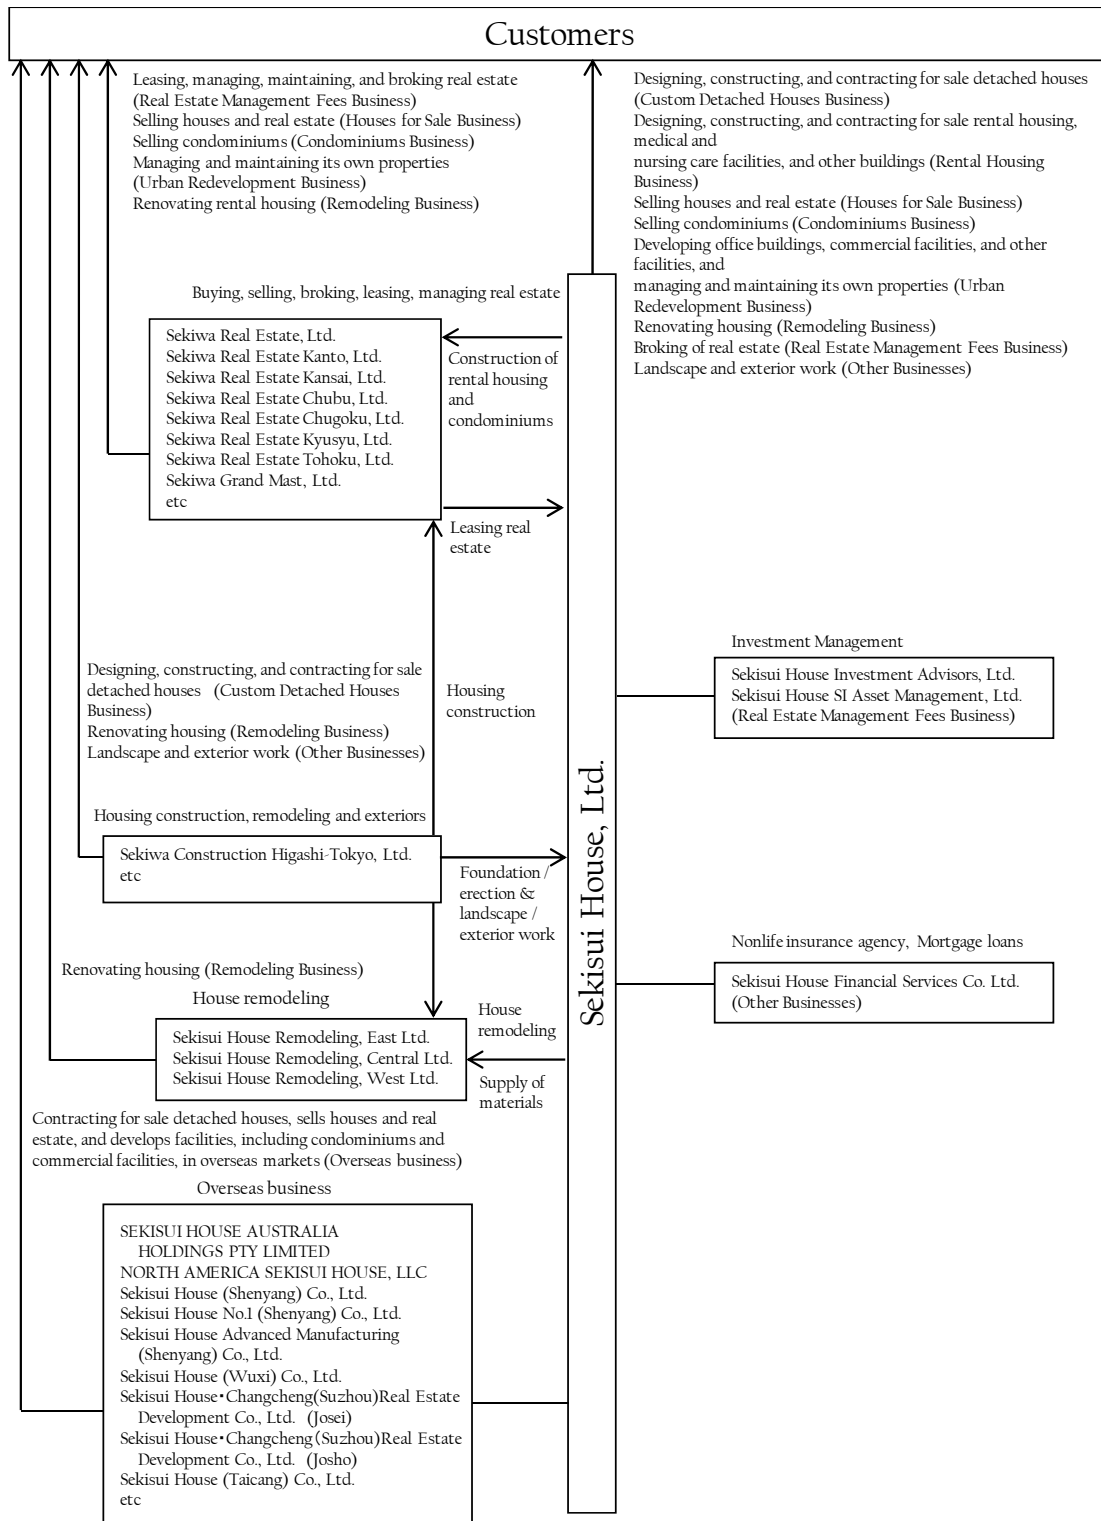 Customers
Leasing, managing, maintaining, and broking real estate
(Real Estate Management Fees Business)
Selling houses and real estate (Houses for Sale Business)
Selling condominiums (Condominiums Business)
Managing and maintaining its own properties
(Urban Redevelopment Business)
Renovating rental housing (Remodeling Business)
Designing, constructing, and contracting for sale detached houses
(Custom Detached Houses Business)
Designing, constructing, and contracting for sale rental housing,
medical and
nursing care facilities, and other buildings (Rental Housing
Business)
Selling houses and real estate (Houses for Sale Business)
Selling condominiums (Condominiums Business)
Developing office buildings, commercial facilities, and other
facilities, and
managing and maintaining its own properties (Urban
Redevelopment Business)
Renovating housing (Remodeling Business)
Broking of real estate (Real Estate Management Fees Business)
Landscape and exterior work (Other Businesses)
Buying, selling, broking, leasing, managing real estate
Sekiwa Real Estate, Ltd.
Sekiwa Real Estate Kanto, Ltd.
Sekiwa Real Estate Kansai, Ltd.
Sekiwa Real Estate Chubu, Ltd.
Sekiwa Real Estate Chugoku, Ltd.
Sekiwa Real Estate Kyusyu, Ltd.
Sekiwa Real Estate Tohoku, Ltd.
Sekiwa Grand Mast, Ltd.
etc
Construction of
rental housing
and
condominiums
Leasing real
estate
Sekisui House, Ltd.
Investment Management
Sekisui House Investment Advisors, Ltd.
Sekisui House SI Asset Management, Ltd.
(Real Estate Management Fees Business)
Designing, constructing, and contracting for sale
detached houses (Custom Detached Houses
Business)
Renovating housing (Remodeling Business)
Landscape and exterior work (Other Businesses)
Housing
construction
Housing construction, remodeling and exteriors
Sekiwa Construction Higashi-Tokyo, Ltd.
etc
Foundation /
erection &
landscape /
exterior work
Nonlife insurance agency, Mortgage loans
Sekisui House Financial Services Co. Ltd.
(Other Businesses)
Renovating housing (Remodeling Business)
House remodeling
Sekisui House Remodeling, East Ltd.
Sekisui House Remodeling, Central Ltd.
Sekisui House Remodeling, West Ltd.
House
remodeling
Supply of
materials
Contracting for sale detached houses, sells houses and real
estate, and develops facilities, including condominiums and
commercial facilities, in overseas markets (Overseas business)
Overseas business
SEKISUI HOUSE AUSTRALIA
HOLDINGS PTY LIMITED
NORTH AMERICA SEKISUI HOUSE, LLC
Sekisui House (Shenyang) Co., Ltd.
Sekisui House No.1 (Shenyang) Co., Ltd.
Sekisui House Advanced Manufacturing
(Shenyang) Co., Ltd.
Sekisui House (Wuxi) Co., Ltd.
Sekisui House・Changcheng(Suzhou)Real Estate
Development Co., Ltd. (Josei)
Sekisui House・Changcheng(Suzhou)Real Estate
Development Co., Ltd. (Josho)
Sekisui House (Taicang) Co., Ltd.
etc